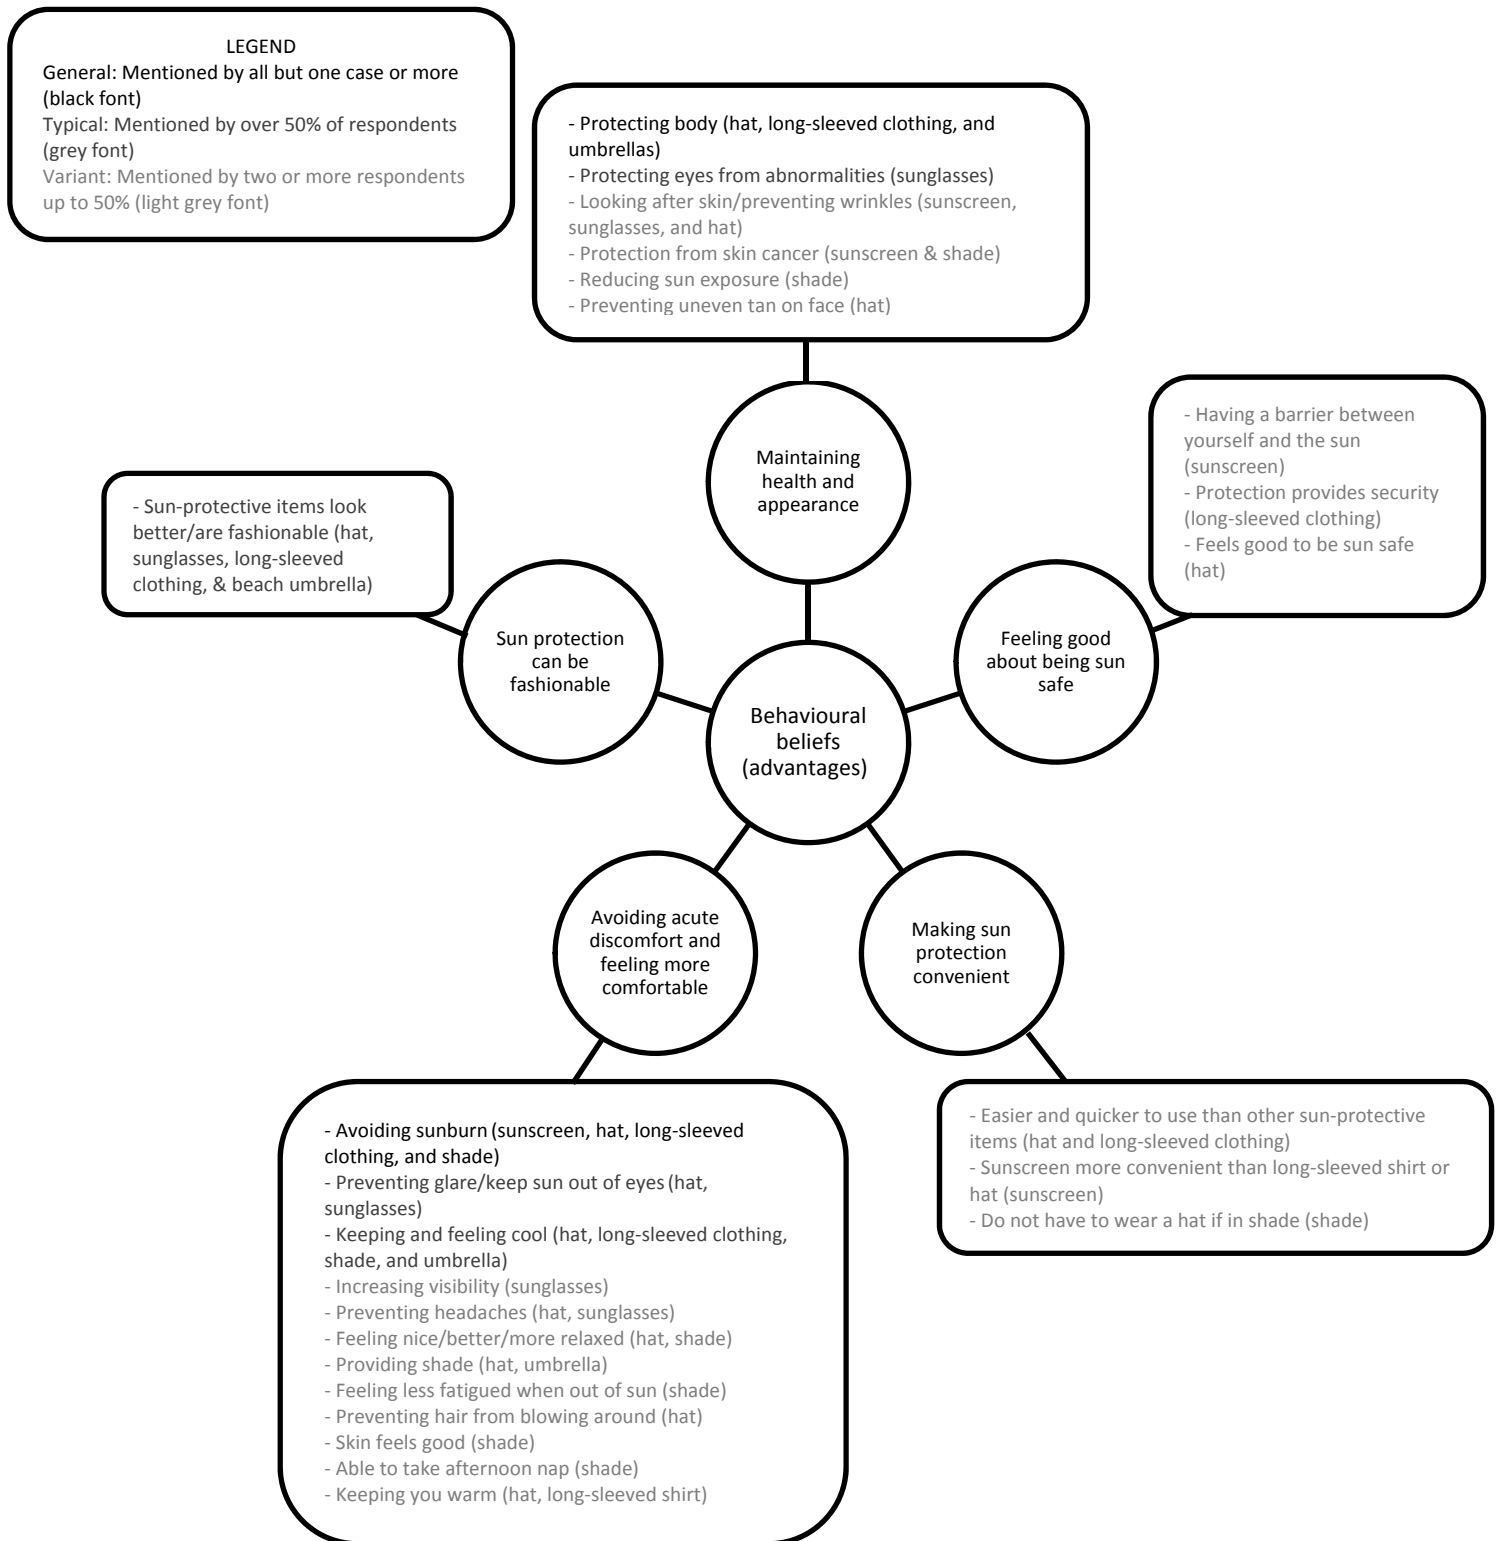 LEGEND
General: Mentioned by all but one case or more
(black font)
Typical: Mentioned by over 50% of respondents
(grey font)
Variant: Mentioned by two or more respondents
up to 50% (light grey font)
- Protecting body (hat, long-sleeved clothing, and
umbrellas)
- Protecting eyes from abnormalities (sunglasses)
- Looking after skin/preventing wrinkles (sunscreen,
sunglasses, and hat)
- Protection from skin cancer (sunscreen & shade)
- Reducing sun exposure (shade)
- Preventing uneven tan on face (hat)
Maintaining
health and
appearance
- Having a barrier between
yourself and the sun
(sunscreen)
- Protection provides security
(long-sleeved clothing)
- Feels good to be sun safe
(hat)
- Sun-protective items look
better/are fashionable (hat,
sunglasses, long-sleeved
clothing, & beach umbrella)
Sun protection
can be
fashionable
Feeling good
about being sun
safe
Behavioural
beliefs
(advantages)
Avoiding acute
discomfort and
feeling more
comfortable
Making sun
protection
convenient
- Avoiding sunburn (sunscreen, hat, long-sleeved
clothing, and shade)
- Preventing glare/keep sun out of eyes (hat,
sunglasses)
- Keeping and feeling cool (hat, long-sleeved clothing,
shade, and umbrella)
- Increasing visibility (sunglasses)
- Preventing headaches (hat, sunglasses)
- Feeling nice/better/more relaxed (hat, shade)
- Providing shade (hat, umbrella)
- Feeling less fatigued when out of sun (shade)
- Preventing hair from blowing around (hat)
- Skin feels good (shade)
- Able to take afternoon nap (shade)
- Keeping you warm (hat, long-sleeved shirt)
- Easier and quicker to use than other sun-protective
items (hat and long-sleeved clothing)
- Sunscreen more convenient than long-sleeved shirt or
hat (sunscreen)
- Do not have to wear a hat if in shade (shade)